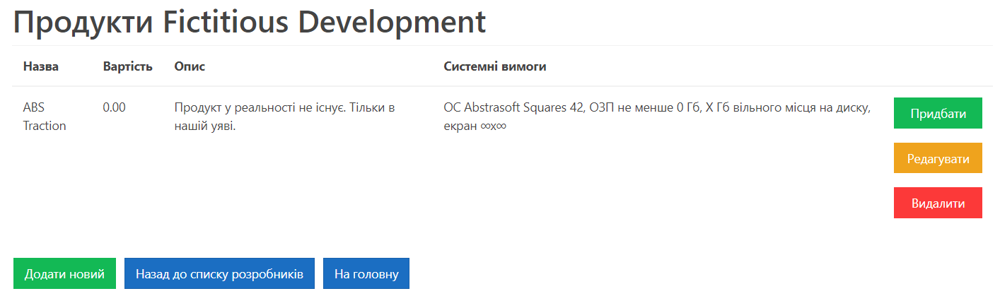 Продукти Fictitious Development
Назва Вартість Опис Системні вимоги
ABS 0.00 Продукт у реальності не існує. Тільки в ОС Abstrasoft Squares 42, ОЗП не менше 0 Гб, X Гб вільного місця на диску, Придбати
Traction нашій уяві. екран ∞x∞
Редагувати
Видалити
Додати новий Назад до списку розробників На головну